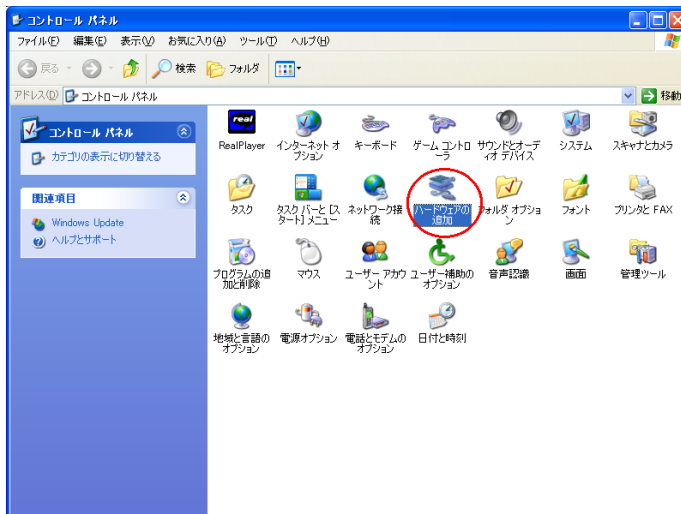 コントロール パネル
ファイル(F) 編集(E) 表示(V) お気に入り(A) ツール(T) ヘルプ(H)
戻る 検索 フォルダ
アドレス(D) コントロール パネル 移動
コントロール パネル
カテゴリの表示に切り替える
関連項目
Windows Update
ヘルプとサポート
real
RealPlayer
インターネット オ
プション
キーボード
ゲーム コントロ
ーラ
サウンドとオーデ
ィオ デバイス
システム
スキャナとカメラ
タスク
タスク バーと [ス
タート] メニュー
ネットワーク接
続
ハードウェアの
追加
フォルダ オプショ
ン
フォント
プリンタと FAX
プログラムの追
加と削除
マウス
ユーザー アカウ
ント
ユーザー補助の
オプション
音声認識
画面
管理ツール
地域と言語の
オプション
電源オプション
電話とモデムの
オプション
日付と時刻